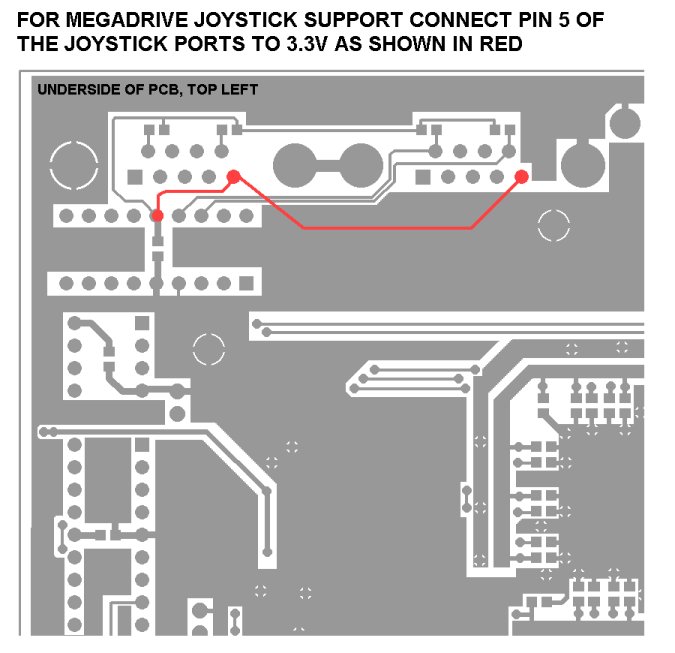 FOR MEGADRIVE JOYSTICK SUPPORT CONNECT PIN 5 OF
THE JOYSTICK PORTS TO 3.3V AS SHOWN IN RED
UNDERSIDE OF PCB, TOP LEFT